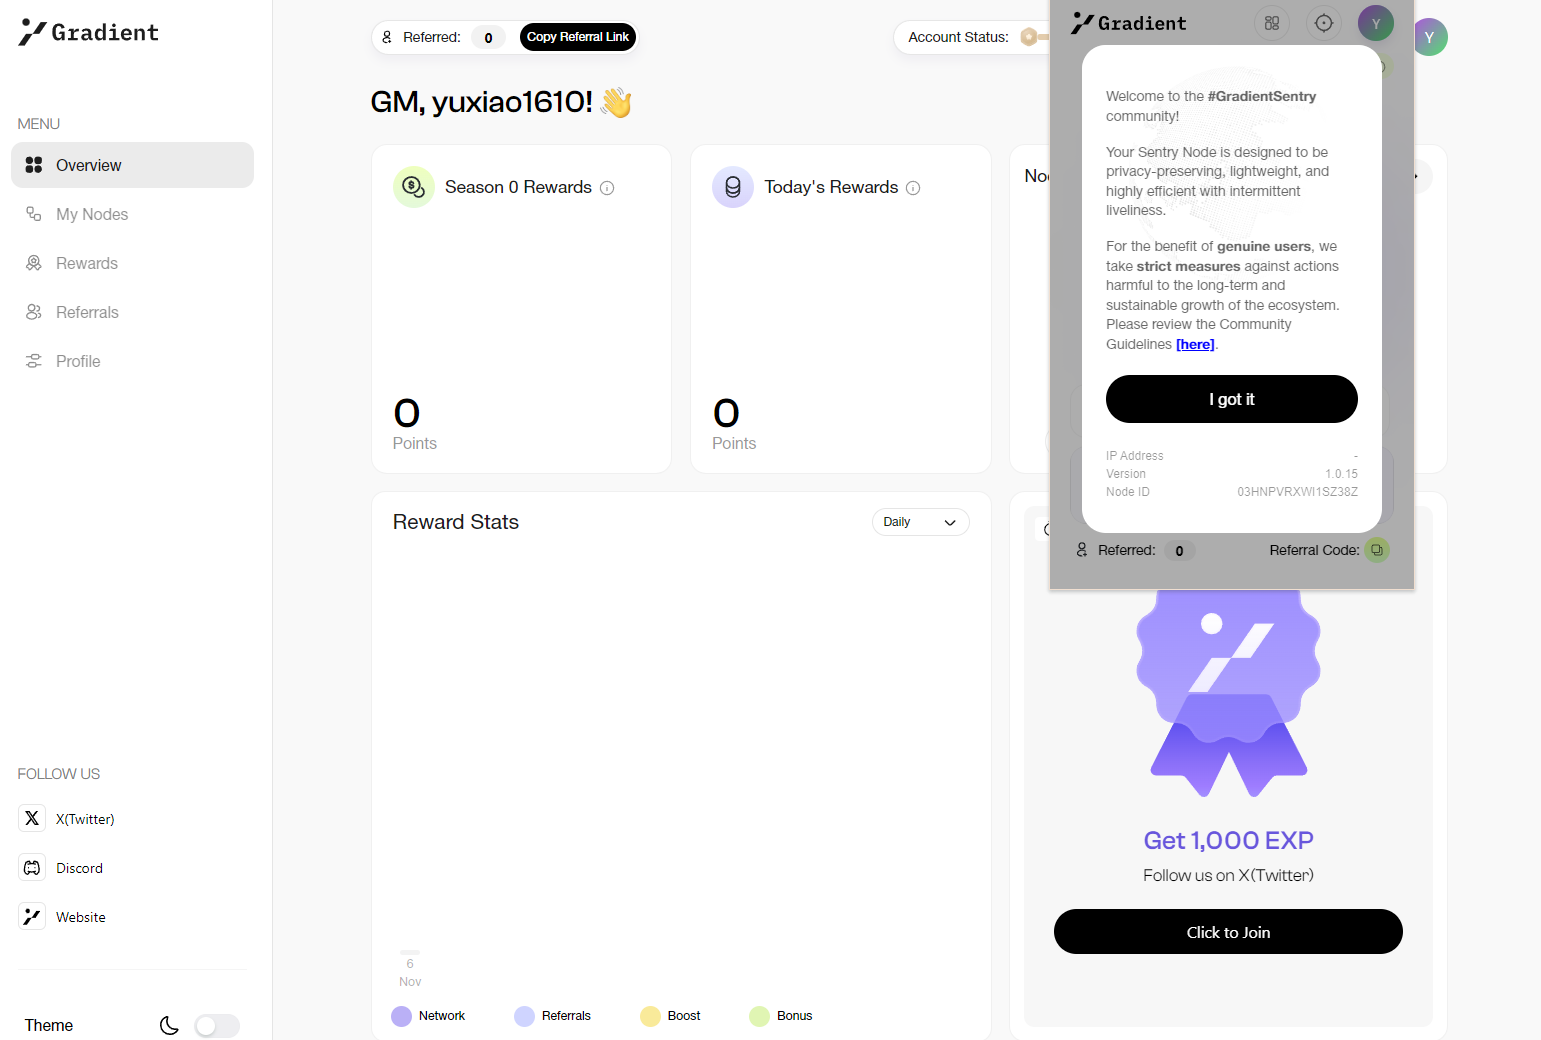 Gradient
MENU
Overview
My Nodes
Rewards
Referrals
Profile
FOLLOW US
X(Twitter)
Discord
Website
Theme
Referred: 0
Copy Referral Link
Account Status:
Y
GM, yuxiao1610! 👋
Season 0 Rewards
0
Points
Today's Rewards
0
Points
Reward Stats
Daily
6
Nov
Network
Referrals
Boost
Bonus
Gradient
Y
Welcome to the #GradientSentry
community!
Your Sentry Node is designed to be
privacy-preserving, lightweight, and
highly efficient with intermittent
liveliness.
For the benefit of genuine users, we
take strict measures against actions
harmful to the long-term and
sustainable growth of the ecosystem.
Please review the Community
Guidelines [here].
I got it
IP Address -
Version 1.0.15
Node ID 03HNPVRXWI1SZ38Z
Referred: 0
Referral Code:
Get 1,000 EXP
Follow us on X(Twitter)
Click to Join